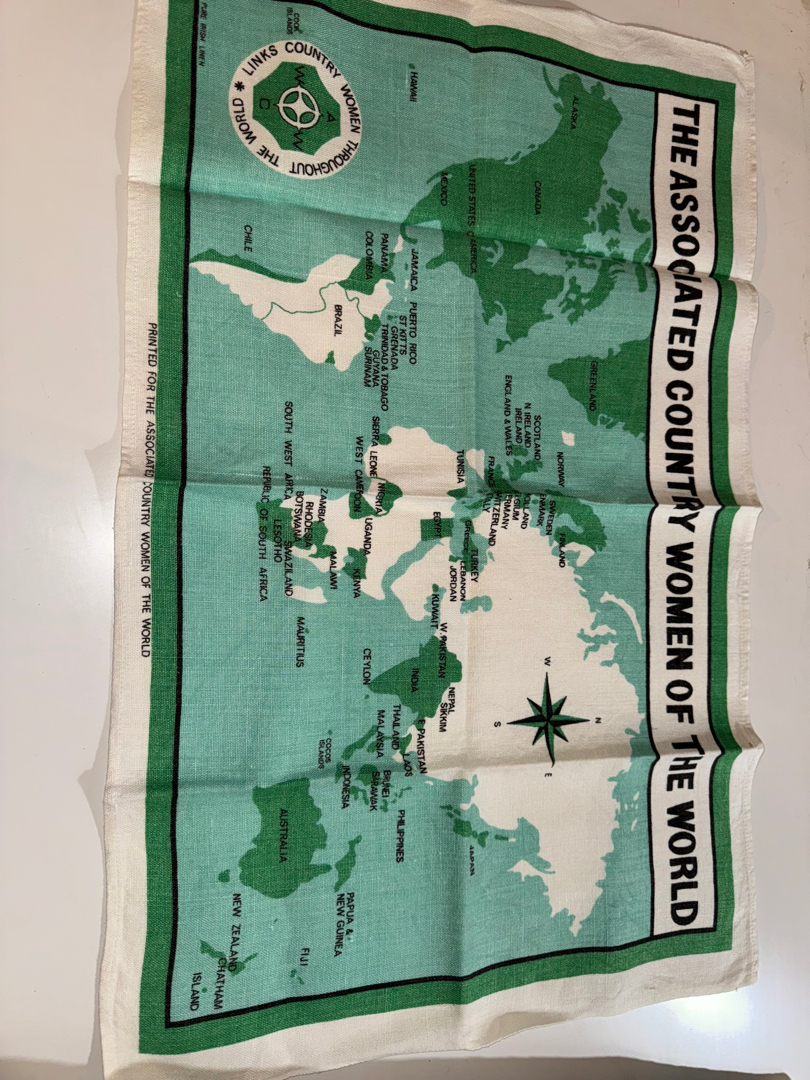 THE ASSOCIATED COUNTRY WOMEN OF THE WORLD
ALASKA
CANADA
GREENLAND
UNITED STATES OF AMERICA
MEXICO
HAWAII
JAMAICA
PUERTO RICO
ST KITTS
GRENADA
TRINIDAD & TOBAGO
GUYANA
SURINAM
PANAMA
COLOMBIA
BRAZIL
CHILE
COOK
ISLANDS
NORWAY
SWEDEN
FINLAND
SCOTLAND
N IRELAND
IRELAND
ENGLAND & WALES
SWITZERLAND
TUNISIA
EGYPT
TURKEY
LEBANON
JORDAN
KUWAIT
SIERRA LEONE
NIGERIA
WEST CAMEROON
UGANDA
KENYA
ZAMBIA
MALAWI
RHODESIA
BOTSWANA
SOUTH WEST AFRICA
SWAZILAND
LESOTHO
REPUBLIC OF SOUTH AFRICA
MAURITIUS
W
N
E
S
W.PAKISTAN
NEPAL
SIKKIM
INDIA
E PAKISTAN
CEYLON
LAOS
THAILAND
MALAYSIA
BRUNEI
SARAWAK
INDONESIA
PHILIPPINES
JAPAN
COCOS
ISLANDS
AUSTRALIA
PAPUA &
NEW GUINEA
FIJI
NEW ZEALAND
CHATHAM
ISLAND
LINKS COUNTRY WOMEN THROUGHOUT THE WORLD *
A
C
W
W
PURE IRISH LINEN
PRINTED FOR THE ASSOCIATED COUNTRY WOMEN OF THE WORLD